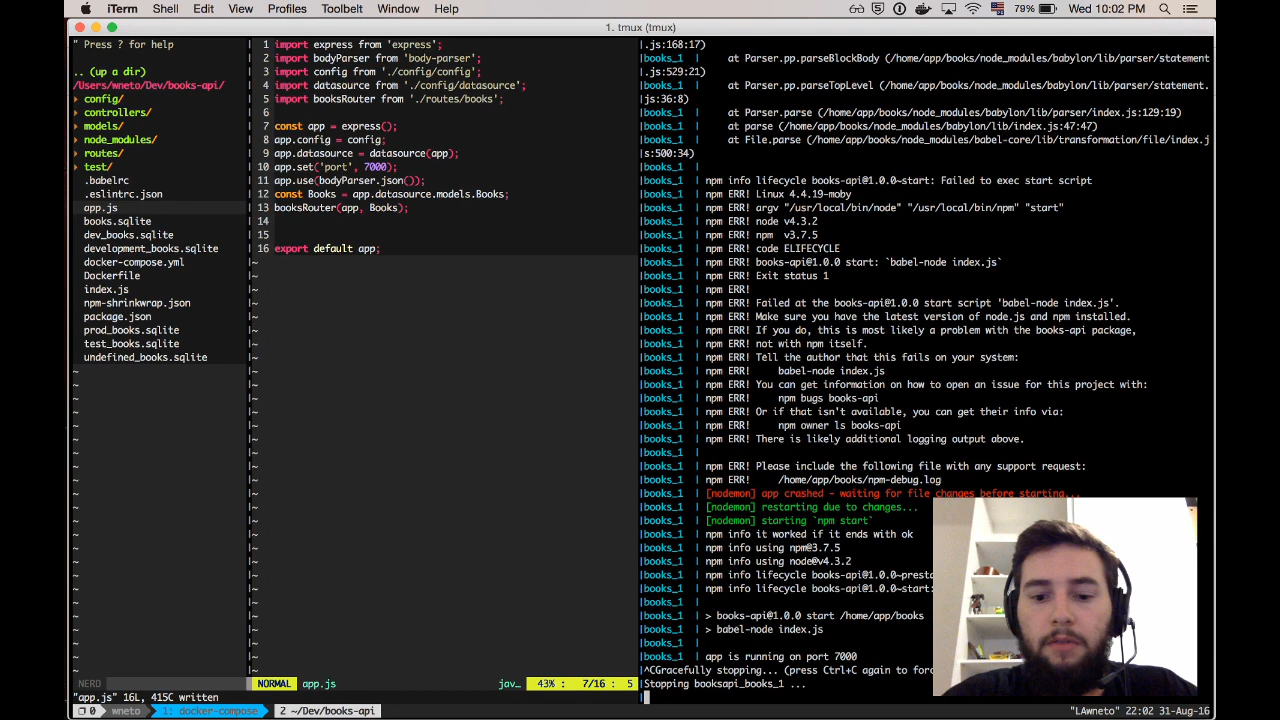 iTerm Shell Edit View Profiles Toolbelt Window Help 79% Wed 10:02 PM
1. tmux (tmux)
" Press ? for help
.. (up a dir)
/Users/wneto/Dev/books-api/
▸ config/
▸ controllers/
▸ models/
▸ node_modules/
▸ routes/
▸ test/
.babelrc
.eslintrc.json
app.js
books.sqlite
dev_books.sqlite
development_books.sqlite
docker-compose.yml
Dockerfile
index.js
npm-shrinkwrap.json
package.json
prod_books.sqlite
test_books.sqlite
undefined_books.sqlite
NERD
1 import express from 'express';
2 import bodyParser from 'body-parser';
3 import config from './config/config';
4 import datasource from './config/datasource';
5 import booksRouter from './routes/books';
6
7 const app = express();
8 app.config = config;
9 app.datasource = datasource(app);
10 app.set('port', 7000);
11 app.use(bodyParser.json());
12 const Books = app.datasource.models.Books;
13 booksRouter(app, Books);
14
15
16 export default app;
NORMAL app.js jav… 43% : 7/16 : 5
"app.js" 16L, 415C written
.js:168:17)
books_1 | at Parser.pp.parseBlockBody (/home/app/books/node_modules/babylon/lib/parser/statement
.js:529:21)
books_1 | at Parser.pp.parseTopLevel (/home/app/books/node_modules/babylon/lib/parser/statement.
js:36:8)
books_1 | at Parser.parse (/home/app/books/node_modules/babylon/lib/parser/index.js:129:19)
books_1 | at parse (/home/app/books/node_modules/babylon/lib/index.js:47:47)
books_1 | at File.parse (/home/app/books/node_modules/babel-core/lib/transformation/file/index.j
s:500:34)
books_1 |
books_1 | npm info lifecycle books-api@1.0.0~start: Failed to exec start script
books_1 | npm ERR! Linux 4.4.19-moby
books_1 | npm ERR! argv "/usr/local/bin/node" "/usr/local/bin/npm" "start"
books_1 | npm ERR! node v4.3.2
books_1 | npm ERR! npm v3.7.5
books_1 | npm ERR! code ELIFECYCLE
books_1 | npm ERR! books-api@1.0.0 start: `babel-node index.js`
books_1 | npm ERR! Exit status 1
books_1 | npm ERR!
books_1 | npm ERR! Failed at the books-api@1.0.0 start script 'babel-node index.js'.
books_1 | npm ERR! Make sure you have the latest version of node.js and npm installed.
books_1 | npm ERR! If you do, this is most likely a problem with the books-api package,
books_1 | npm ERR! not with npm itself.
books_1 | npm ERR! Tell the author that this fails on your system:
books_1 | npm ERR! babel-node index.js
books_1 | npm ERR! You can get information on how to open an issue for this project with:
books_1 | npm ERR! npm bugs books-api
books_1 | npm ERR! Or if that isn't available, you can get their info via:
books_1 | npm ERR! npm owner ls books-api
books_1 | npm ERR! There is likely additional logging output above.
books_1 |
books_1 | npm ERR! Please include the following file with any support request:
books_1 | npm ERR! /home/app/books/npm-debug.log
books_1 | [nodemon] app crashed - waiting for file changes before starting...
books_1 | [nodemon] restarting due to changes...
books_1 | [nodemon] starting `npm start`
books_1 | npm info it worked if it ends with ok
books_1 | npm info using npm@3.7.5
books_1 | npm info using node@v4.3.2
books_1 | npm info lifecycle books-api@1.0.0~presta
books_1 | npm info lifecycle books-api@1.0.0~start:
books_1 |
books_1 | > books-api@1.0.0 start /home/app/books
books_1 | > babel-node index.js
books_1 |
books_1 | app is running on port 7000
^CGracefully stopping... (press Ctrl+C again to forc
Stopping booksapi_books_1 ...
0 wneto 1: docker-compose 2 ~/Dev/books-api "LAwneto" 22:02 31-Aug-16